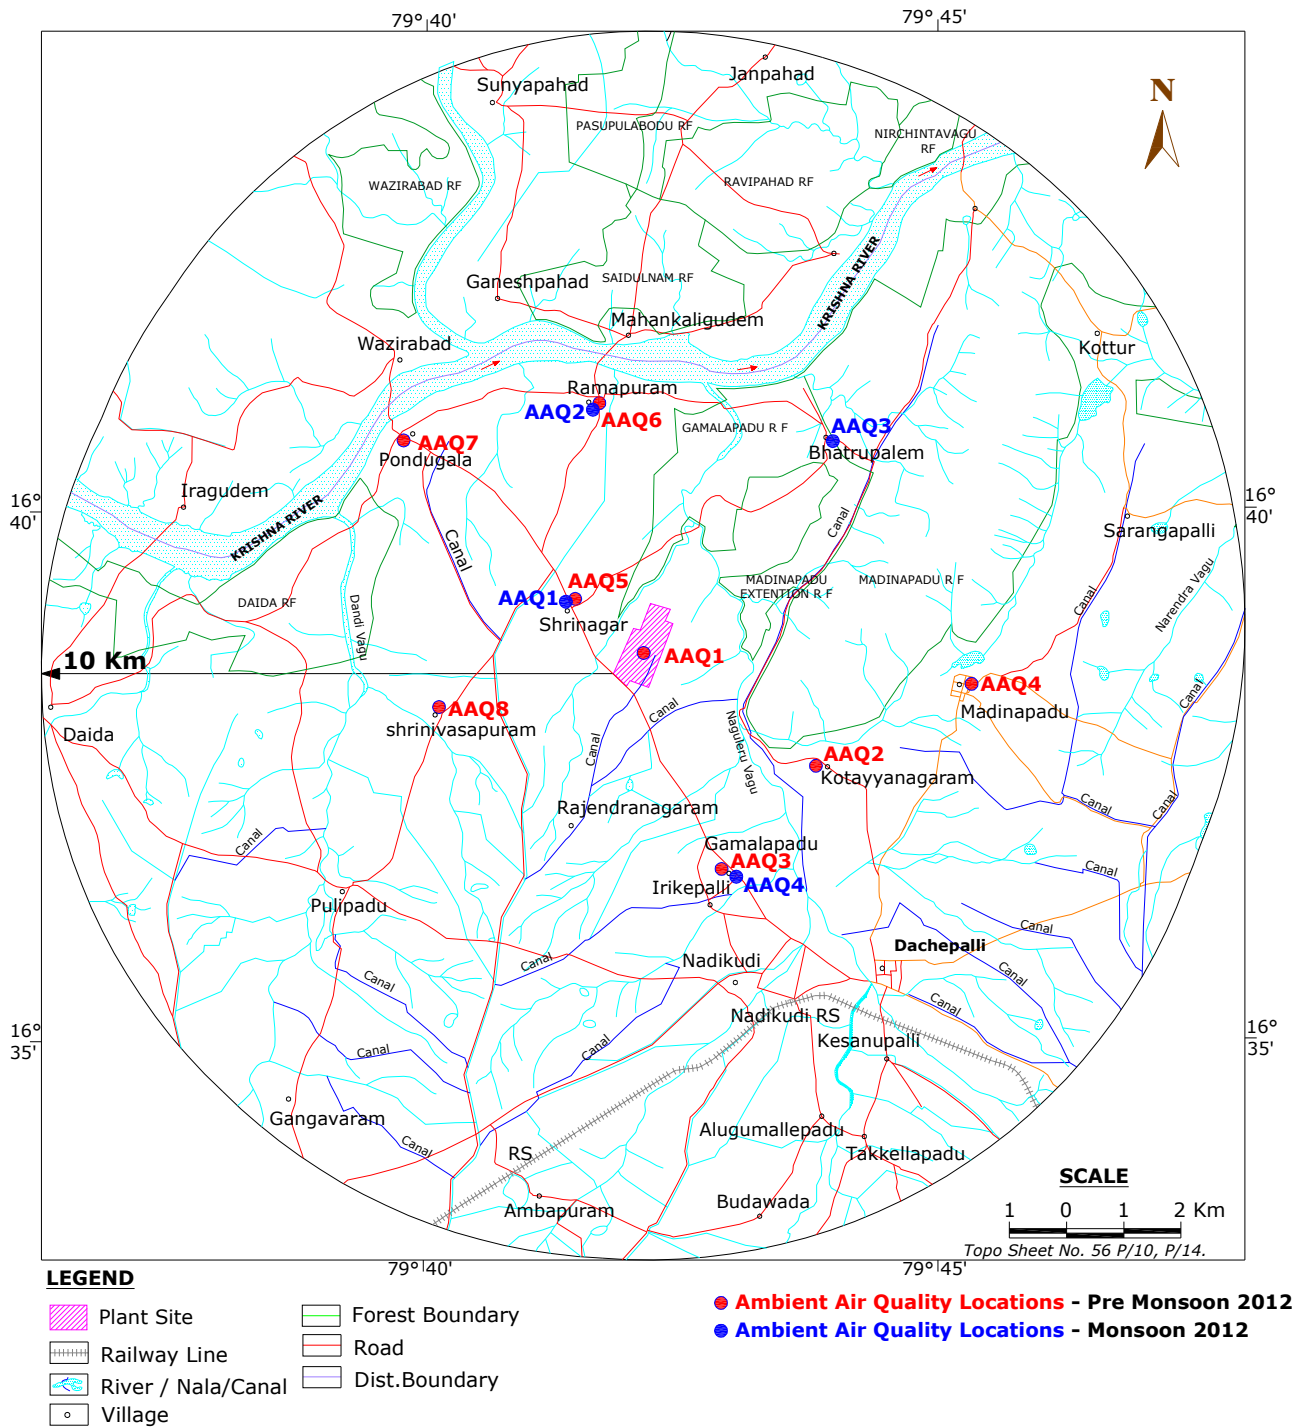 79° 40'
79° 45'
Sunyapahad
Janpahad
N
PASUPULABODU RF
NIRCHINTAVAGU
RF
WAZIRABAD RF
RAVIPAHAD RF
KRISHNA RIVER
Ganeshpahad
SAIDULNAM RF
Mahankaligudem
Wazirabad
Kottur
Ramapuram
AAQ2
AAQ6
GAMALAPADU R F
AAQ3
AAQ7
Pondugala
Bhatrupalem
Iragudem
16°
40'
16°
40'
KRISHNA RIVER
Canal
Canal
Sarangapalli
MADINAPADU
EXTENTION R F
MADINAPADU R F
Narendra Vagu
Canal
AAQ5
AAQ1
Shrinagar
DAIDA RF
Dandi Vagu
10 Km
AAQ1
AAQ4
Madinapadu
Canal
Canal
AAQ8
shrinivasapuram
Daida
Canal
Naguleru Vagu
AAQ2
Kotayyanagaram
Rajendranagaram
Canal
Canal
Canal
Gamalapadu
AAQ3
AAQ4
Irikepalli
Canal
Pulipadu
Canal
Dachepalli
Nadikudi
Canal
Canal
Canal
Canal
Nadikudi RS
Kesanupalli
16°
35'
16°
35'
Canal
Canal
Gangavaram
Alugumallepadu
Canal
RS
Takkellapadu
SCALE
Ambapuram
Budawada
1 0 1 2 Km
Topo Sheet No. 56 P/10, P/14.
79° 40'
79° 45'
LEGEND
Plant Site
Railway Line
River / Nala/Canal
Village
Forest Boundary
Road
Dist.Boundary
Ambient Air Quality Locations - Pre Monsoon 2012
Ambient Air Quality Locations - Monsoon 2012